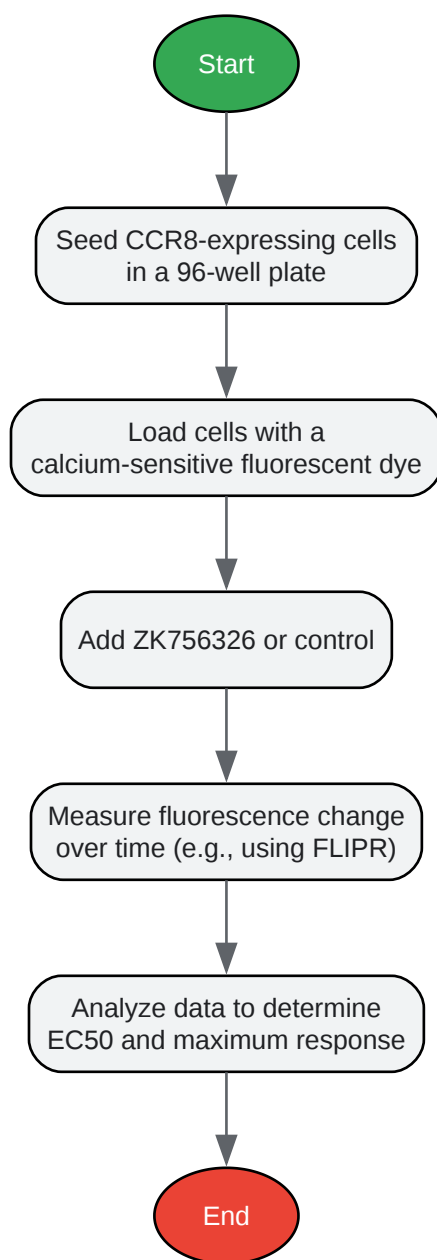 Start
Seed CCR8-expressing cells
in a 96-well plate
Load cells with a
calcium-sensitive fluorescent dye
Add ZK756326 or control
Measure fluorescence change
over time (e.g., using FLIPR)
Analyze data to determine
EC50 and maximum response
End